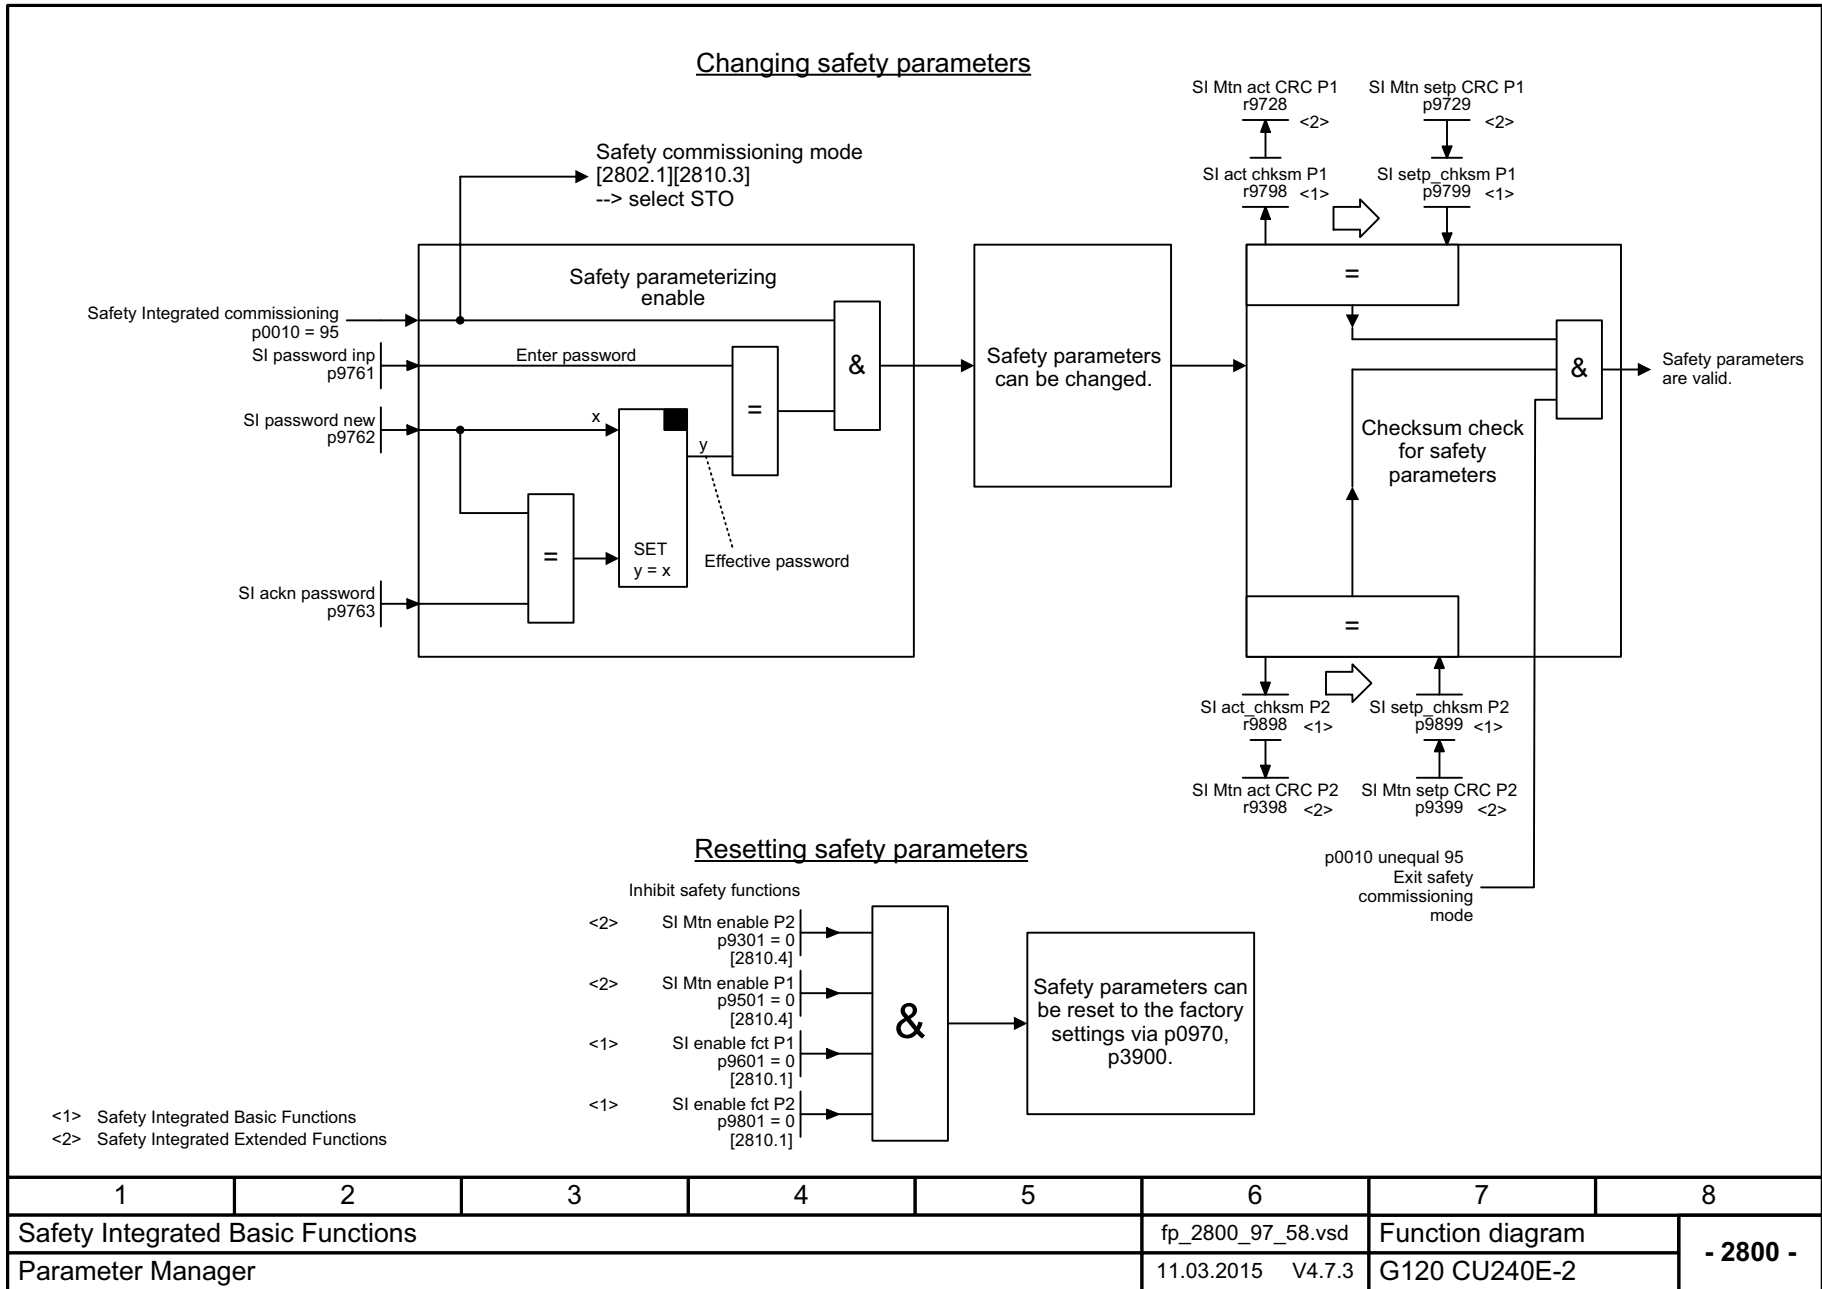 Changing safety parameters
SI Mtn act CRC P1
r9728
<2>
SI Mtn setp CRC P1
p9729
<2>
Safety commissioning mode
[2802.1][2810.3]
--> select STO
SI act chksm P1
r9798
<1>
SI setp_chksm P1
p9799
<1>
Safety parameterizing
enable
=
Safety Integrated commissioning
p0010 = 95
SI password inp
p9761
Enter password
&
=
Safety parameters
can be changed.
&
Safety parameters
are valid.
SI password new
p9762
x
y
Checksum check
for safety
parameters
=
SET
y = x
Effective password
SI ackn password
p9763
=
SI act_chksm P2
r9898
<1>
SI setp_chksm P2
p9899
<1>
SI Mtn act CRC P2
r9398
<2>
SI Mtn setp CRC P2
p9399
<2>
p0010 unequal 95
Exit safety
commissioning
mode
Resetting safety parameters
Inhibit safety functions
<2>
SI Mtn enable P2
p9301 = 0
[2810.4]
<2>
SI Mtn enable P1
p9501 = 0
[2810.4]
<1>
SI enable fct P1
p9601 = 0
[2810.1]
<1>
SI enable fct P2
p9801 = 0
[2810.1]
&
Safety parameters can
be reset to the factory
settings via p0970,
p3900.
<1> Safety Integrated Basic Functions
<2> Safety Integrated Extended Functions
1 2 3 4 5 6 7 8
Safety Integrated Basic Functions
fp_2800_97_58.vsd
Function diagram
- 2800 -
Parameter Manager
11.03.2015 V4.7.3
G120 CU240E-2